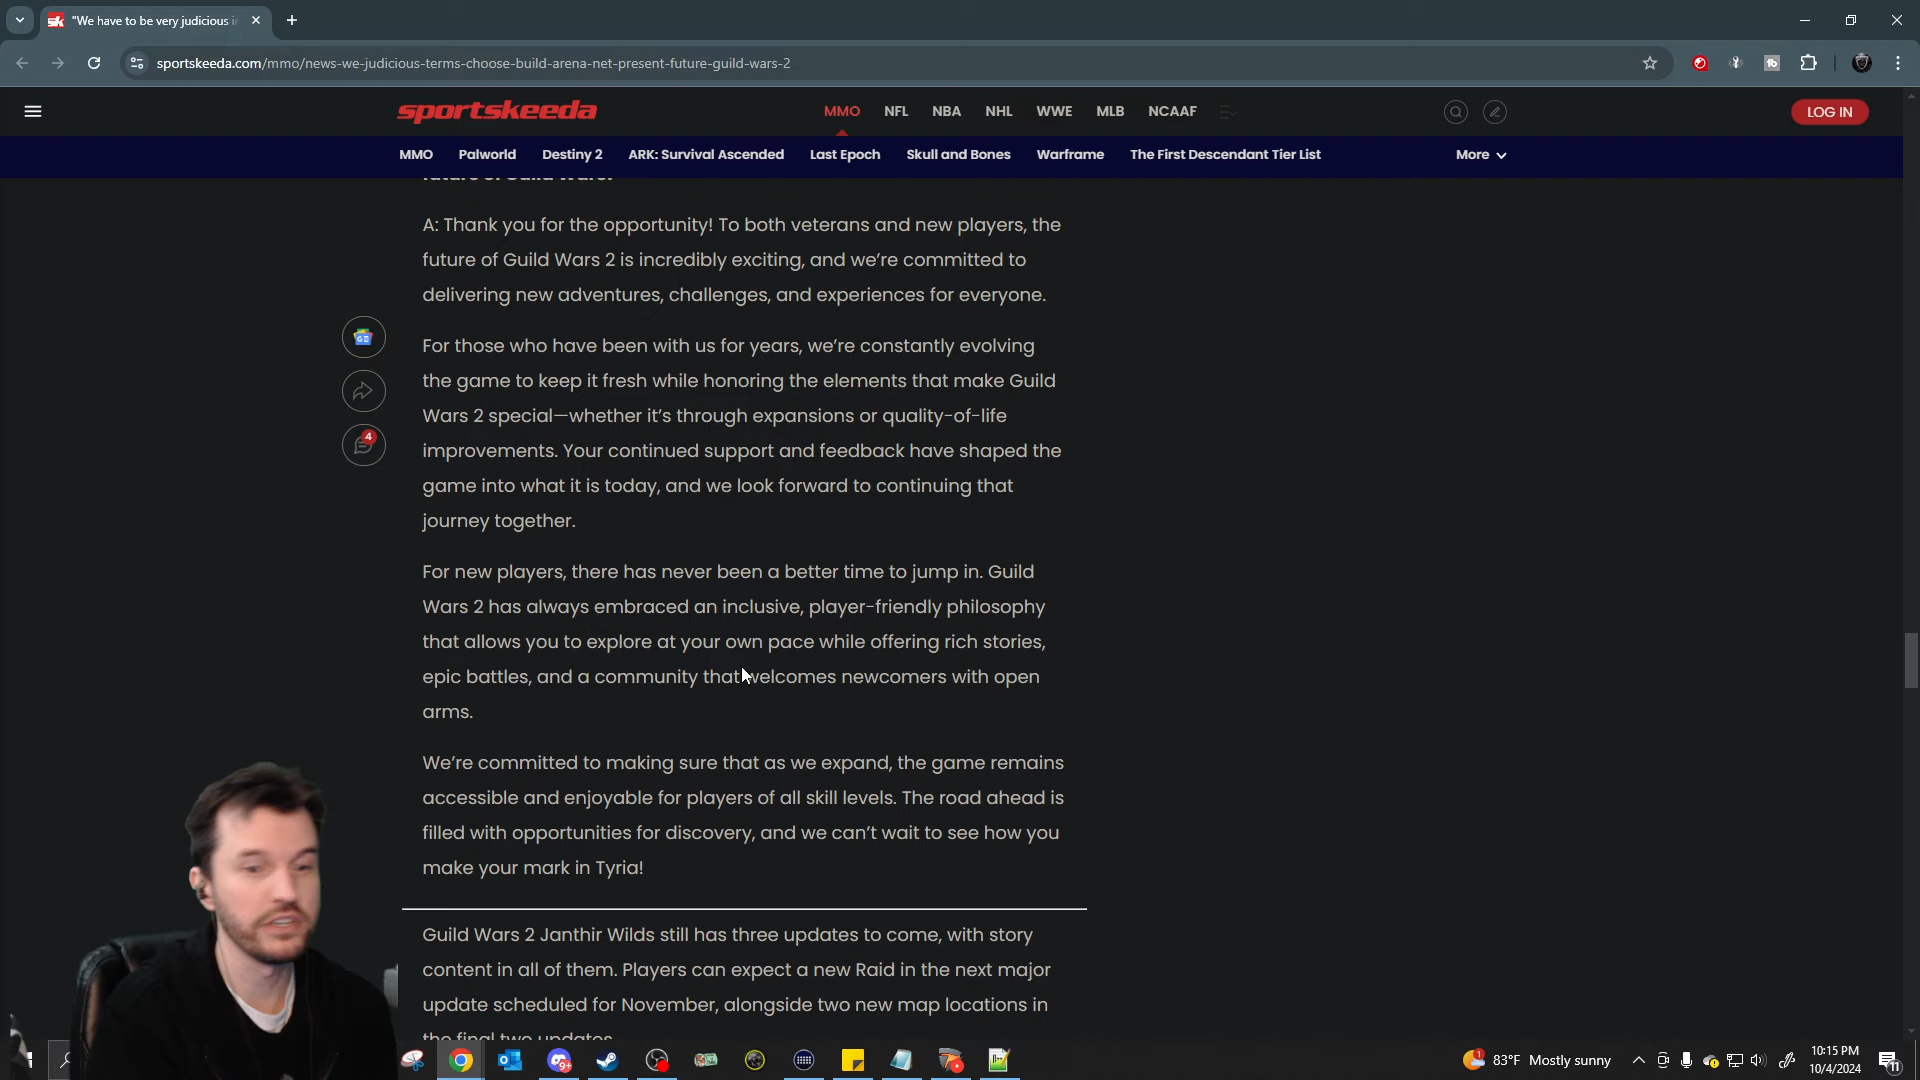 "We have to be very judicious i
sportskeeda.com/mmo/news-we-judicious-terms-choose-build-arena-net-present-future-guild-wars-2
sportskeeda
MMO NFL NBA NHL WWE MLB NCAAF
LOG IN
MMO Palworld Destiny 2 ARK: Survival Ascended Last Epoch Skull and Bones Warframe The First Descendant Tier List More
future of Guild Wars.
A: Thank you for the opportunity! To both veterans and new players, the
future of Guild Wars 2 is incredibly exciting, and we're committed to
delivering new adventures, challenges, and experiences for everyone.
For those who have been with us for years, we're constantly evolving
the game to keep it fresh while honoring the elements that make Guild
Wars 2 special—whether it's through expansions or quality-of-life
improvements. Your continued support and feedback have shaped the
game into what it is today, and we look forward to continuing that
journey together.
4
For new players, there has never been a better time to jump in. Guild
Wars 2 has always embraced an inclusive, player-friendly philosophy
that allows you to explore at your own pace while offering rich stories,
epic battles, and a community that welcomes newcomers with open
arms.
We're committed to making sure that as we expand, the game remains
accessible and enjoyable for players of all skill levels. The road ahead is
filled with opportunities for discovery, and we can't wait to see how you
make your mark in Tyria!
Guild Wars 2 Janthir Wilds still has three updates to come, with story
content in all of them. Players can expect a new Raid in the next major
update scheduled for November, alongside two new map locations in
the final two updates.
9+
1
83°F Mostly sunny
10:15 PM
10/4/2024
11